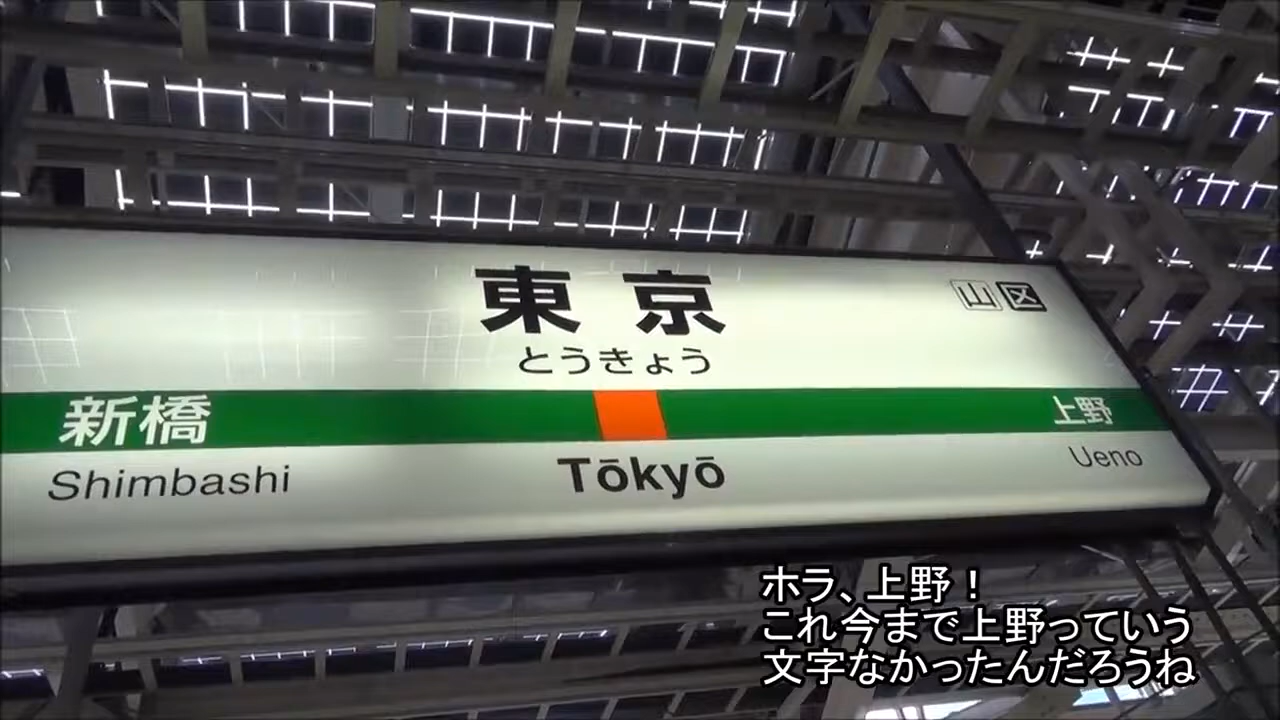 東京
山区
とうきょう
新橋
上野
Shimbashi
Tōkyō
Ueno
ホラ、上野！
これ今まで上野っていう
文字なかったんだろうね